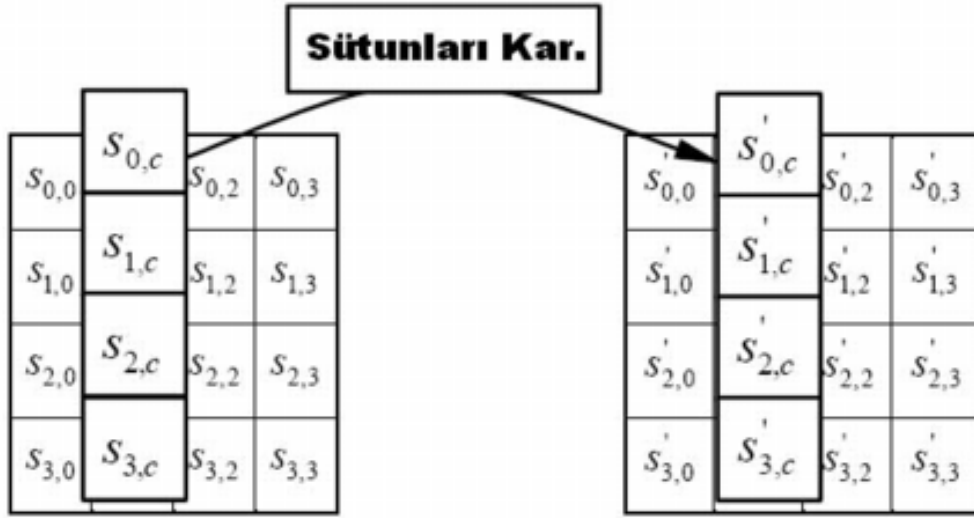 Sütunları Kar.
S0,0 S0,c S0,2 S0,3
S1,0 S1,c S1,2 S1,3
S2,0 S2,c S2,2 S2,3
S3,0 S3,c S3,2 S3,3
S'0,0 S'0,c S'0,2 S'0,3
S'1,0 S'1,c S'1,2 S'1,3
S'2,0 S'2,c S'2,2 S'2,3
S'3,0 S'3,c S'3,2 S'3,3